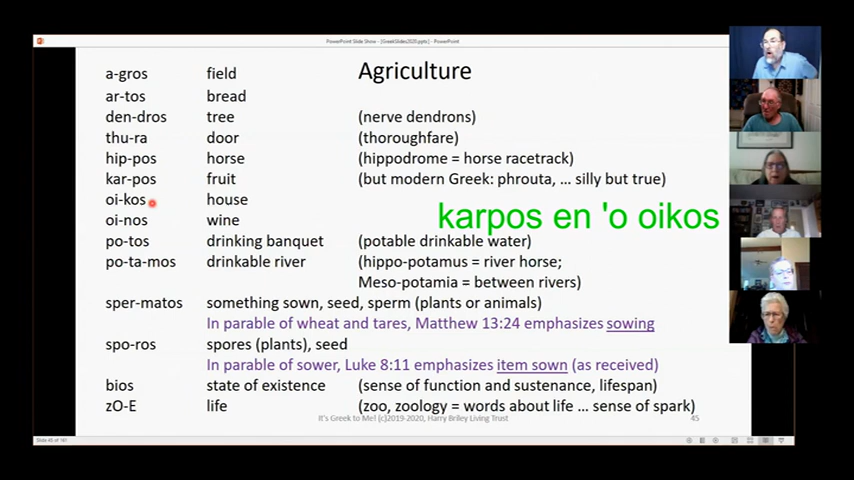 PowerPoint Slide Show - [GreekSlides2020.pptx] - PowerPoint
Agriculture
a-gros field
ar-tos bread
den-dros tree (nerve dendrons)
thu-ra door (thoroughfare)
hip-pos horse (hippodrome = horse racetrack)
kar-pos fruit (but modern Greek: phrouta, ... silly but true)
oi-kos house
oi-nos wine
karpos en 'o oikos
po-tos drinking banquet (potable drinkable water)
po-ta-mos drinkable river (hippo-potamus = river horse;
Meso-potamia = between rivers)
sper-matos something sown, seed, sperm (plants or animals)
In parable of wheat and tares, Matthew 13:24 emphasizes sowing
spo-ros spores (plants), seed
In parable of sower, Luke 8:11 emphasizes item sown (as received)
bios state of existence (sense of function and sustenance, lifespan)
zO-E life (zoo, zoology = words about life ... sense of spark)
It's Greek to Me! (c)2019-2020, Harry Briley Living Trust 45
Slide 45 of 161